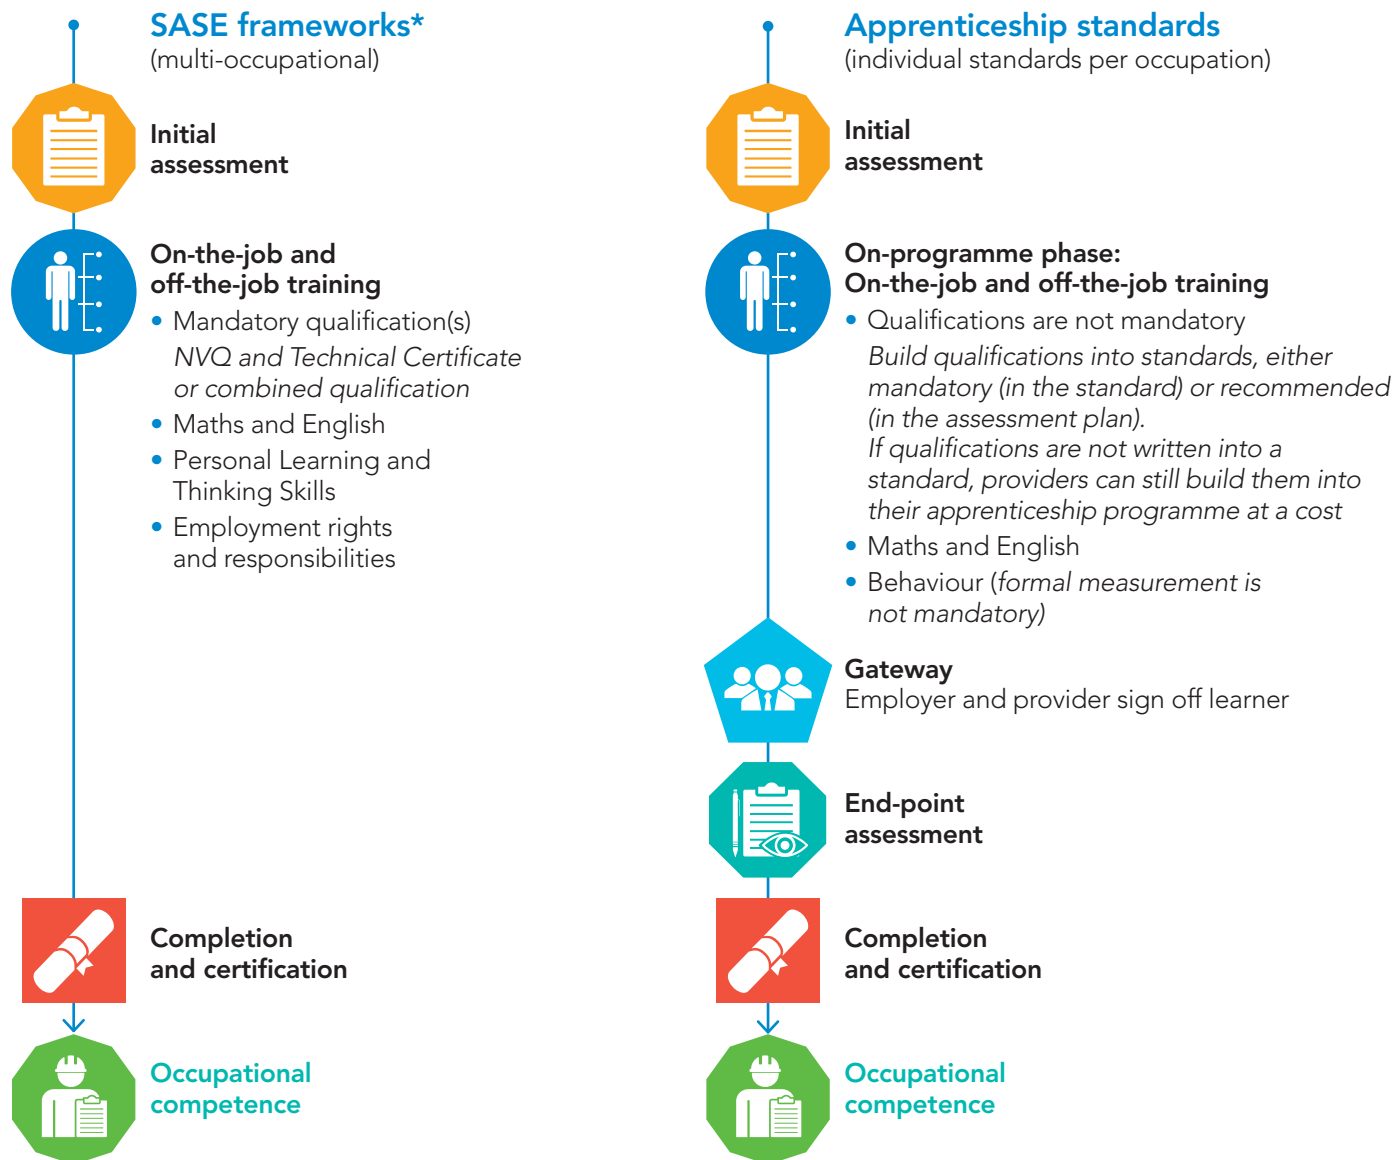 SASE frameworks*
(multi-occupational)
Initial
assessment
On-the-job and
off-the-job training
• Mandatory qualification(s)
NVQ and Technical Certificate
or combined qualification
• Maths and English
• Personal Learning and
Thinking Skills
• Employment rights
and responsibilities
Completion
and certification
Occupational
competence
Apprenticeship standards
(individual standards per occupation)
Initial
assessment
On-programme phase:
On-the-job and off-the-job training
• Qualifications are not mandatory
Build qualifications into standards, either
mandatory (in the standard) or recommended
(in the assessment plan).
If qualifications are not written into a
standard, providers can still build them into
their apprenticeship programme at a cost
• Maths and English
• Behaviour (formal measurement is
not mandatory)
Gateway
Employer and provider sign off learner
End-point
assessment
Completion
and certification
Occupational
competence